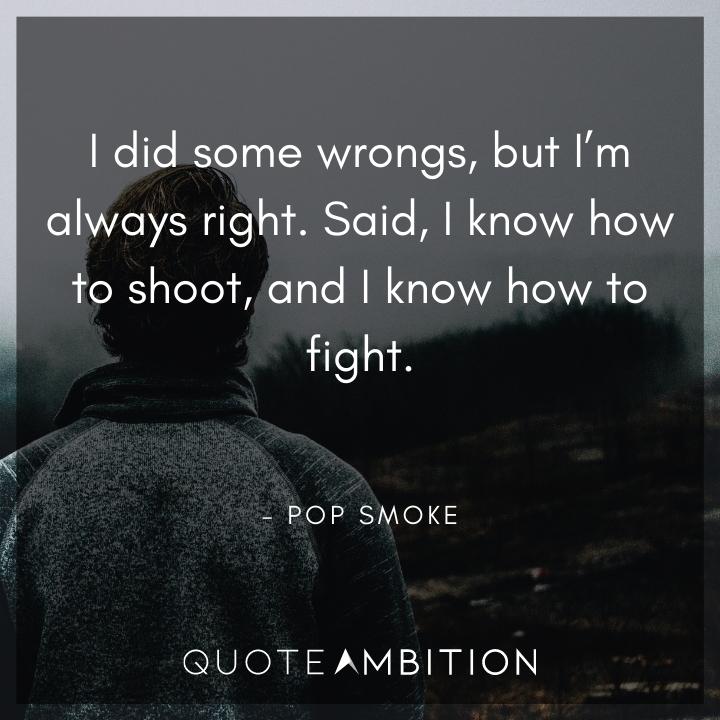 I did some wrongs, but I’m
always right. Said, I know how
to shoot, and I know how to
fight.
- POP SMOKE
QUOTEAMBITION